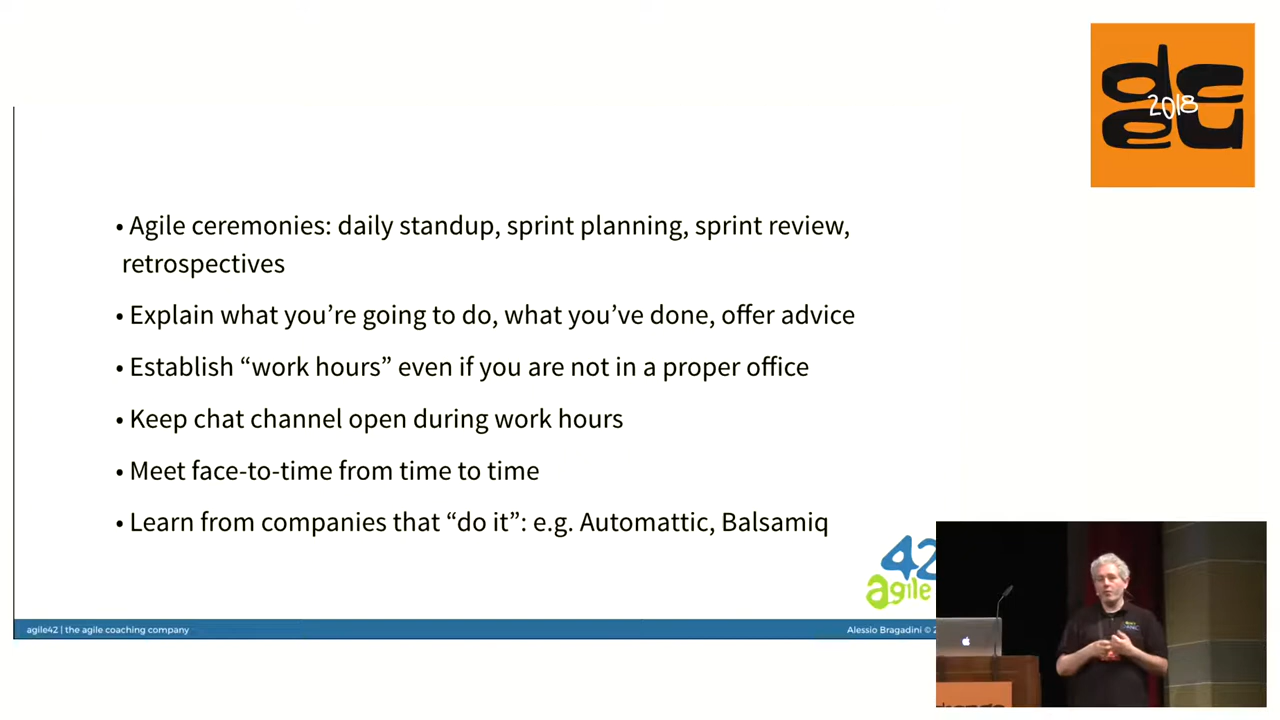 2018
• Agile ceremonies: daily standup, sprint planning, sprint review,
retrospectives
• Explain what you’re going to do, what you’ve done, offer advice
• Establish “work hours” even if you are not in a proper office
• Keep chat channel open during work hours
• Meet face-to-time from time to time
• Learn from companies that “do it”: e.g. Automattic, Balsamiq
42
agile
agile42 | the agile coaching company
Alessio Bragadini © 2